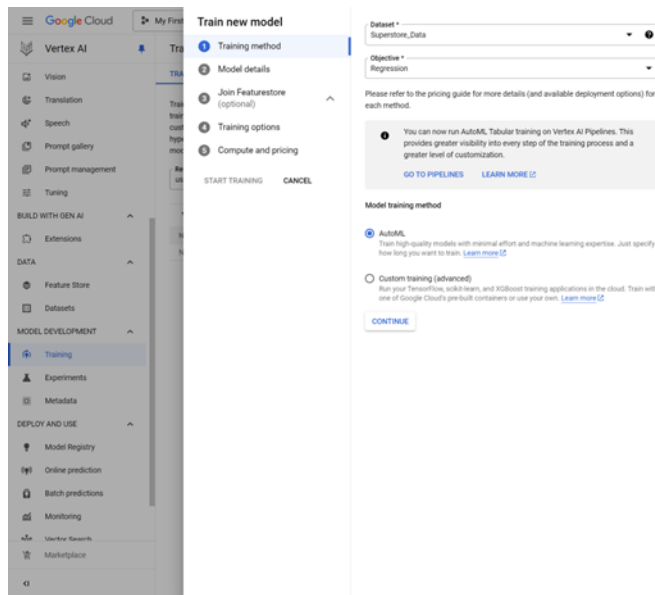 Google Cloud
My First
Vertex AI
Tra
Vision
Translation
Speech
Prompt gallery
Prompt management
Tuning
BUILD WITH GEN AI
Extensions
DATA
Feature Store
Datasets
MODEL DEVELOPMENT
Training
Experiments
Metadata
DEPLOY AND USE
Model Registry
Online prediction
Batch predictions
Monitoring
Vector Search
Marketplace
TRA
Train
train
cust
hype
mod
Re
us
Train new model
1 Training method
2 Model details
3 Join Featurestore
(optional)
4 Training options
5 Compute and pricing
START TRAINING CANCEL
Dataset *
Superstore_Data
Objective *
Regression
Please refer to the pricing guide for more details (and available deployment options) for
each method.
You can now run AutoML Tabular training on Vertex AI Pipelines. This
provides greater visibility into every step of the training process and a
greater level of customization.
GO TO PIPELINES LEARN MORE
Model training method
AutoML
Train high-quality models with minimal effort and machine learning expertise. Just specify
how long you want to train. Learn more
Custom training (advanced)
Run your TensorFlow, scikit-learn, and XGBoost training applications in the cloud. Train with
one of Google Cloud's pre-built containers or use your own. Learn more
CONTINUE